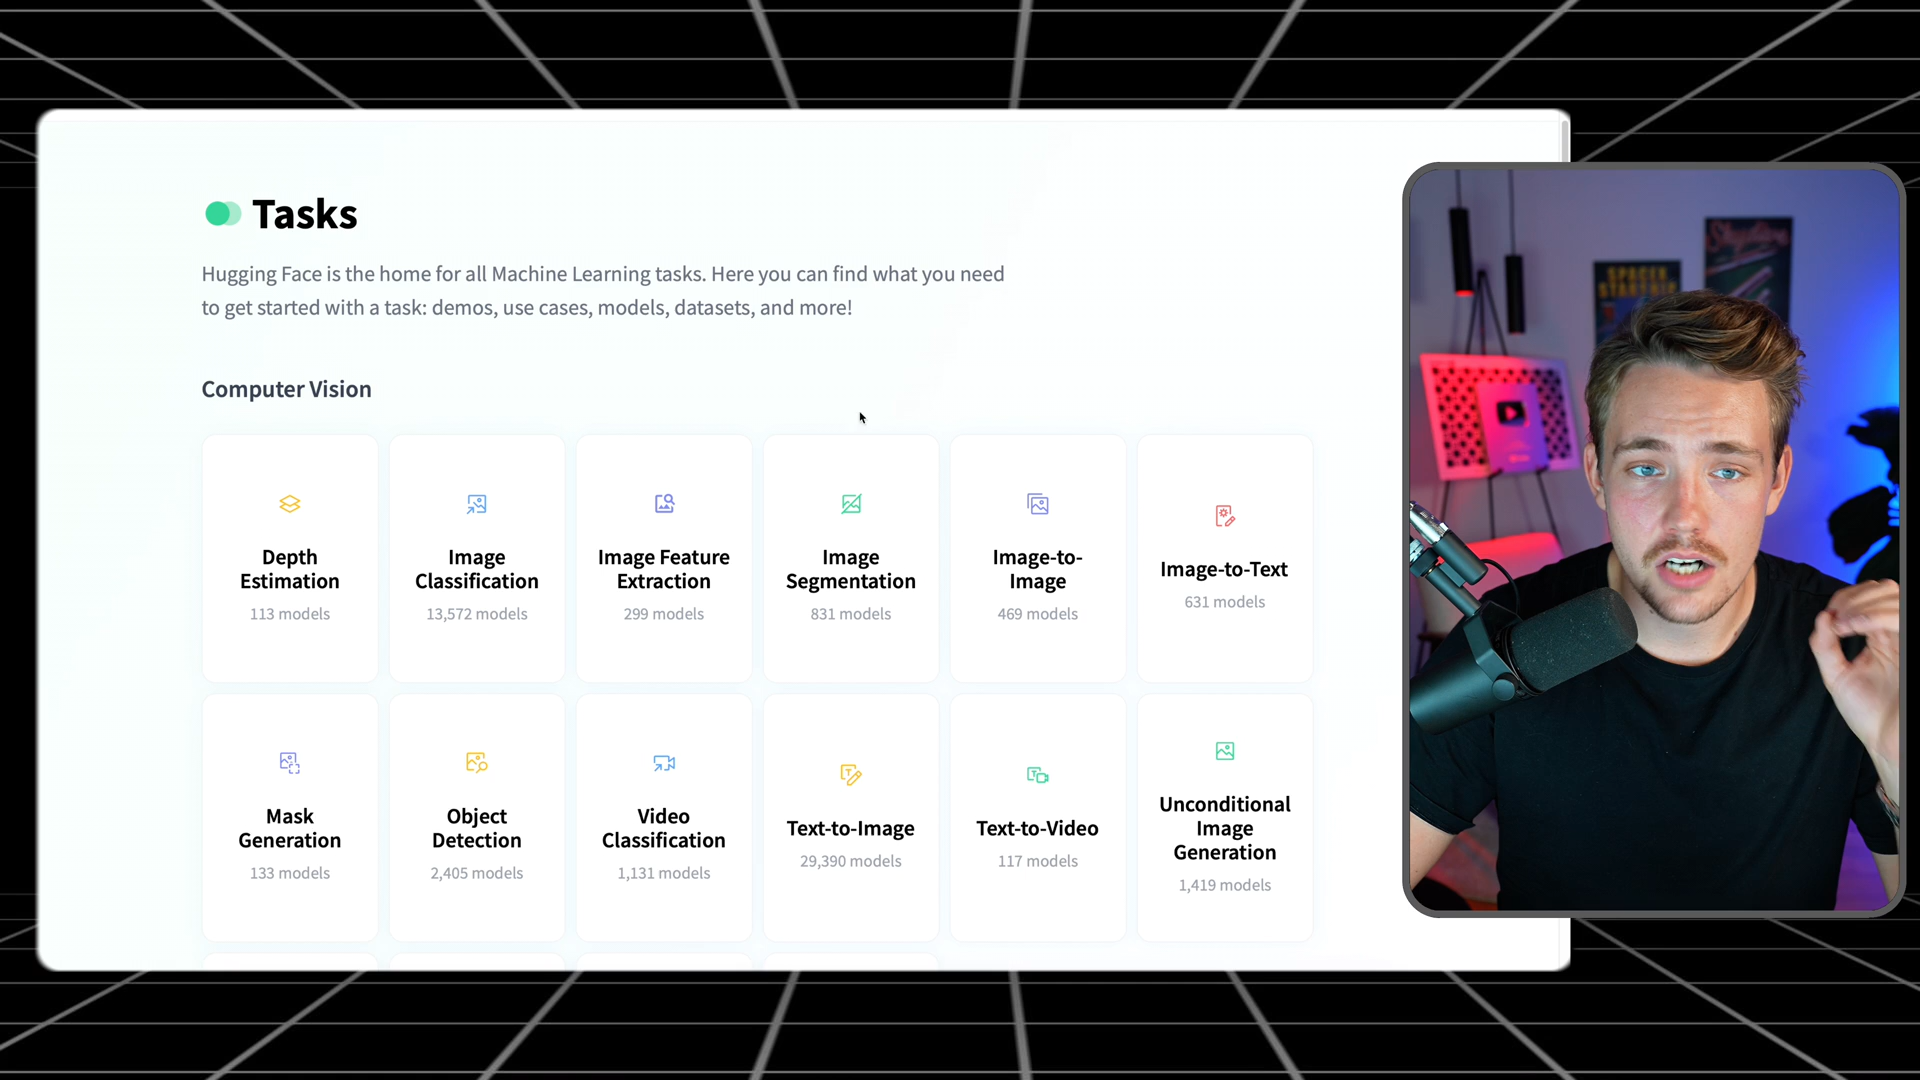 Tasks
Hugging Face is the home for all Machine Learning tasks. Here you can find what you need
to get started with a task: demos, use cases, models, datasets, and more!
Computer Vision
Depth
Estimation
113 models
Image
Classification
13,572 models
Image Feature
Extraction
299 models
Image
Segmentation
831 models
Image-to-
Image
469 models
Image-to-Text
631 models
Mask
Generation
133 models
Object
Detection
2,405 models
Video
Classification
1,131 models
Text-to-Image
29,390 models
Text-to-Video
117 models
Unconditional
Image
Generation
1,419 models